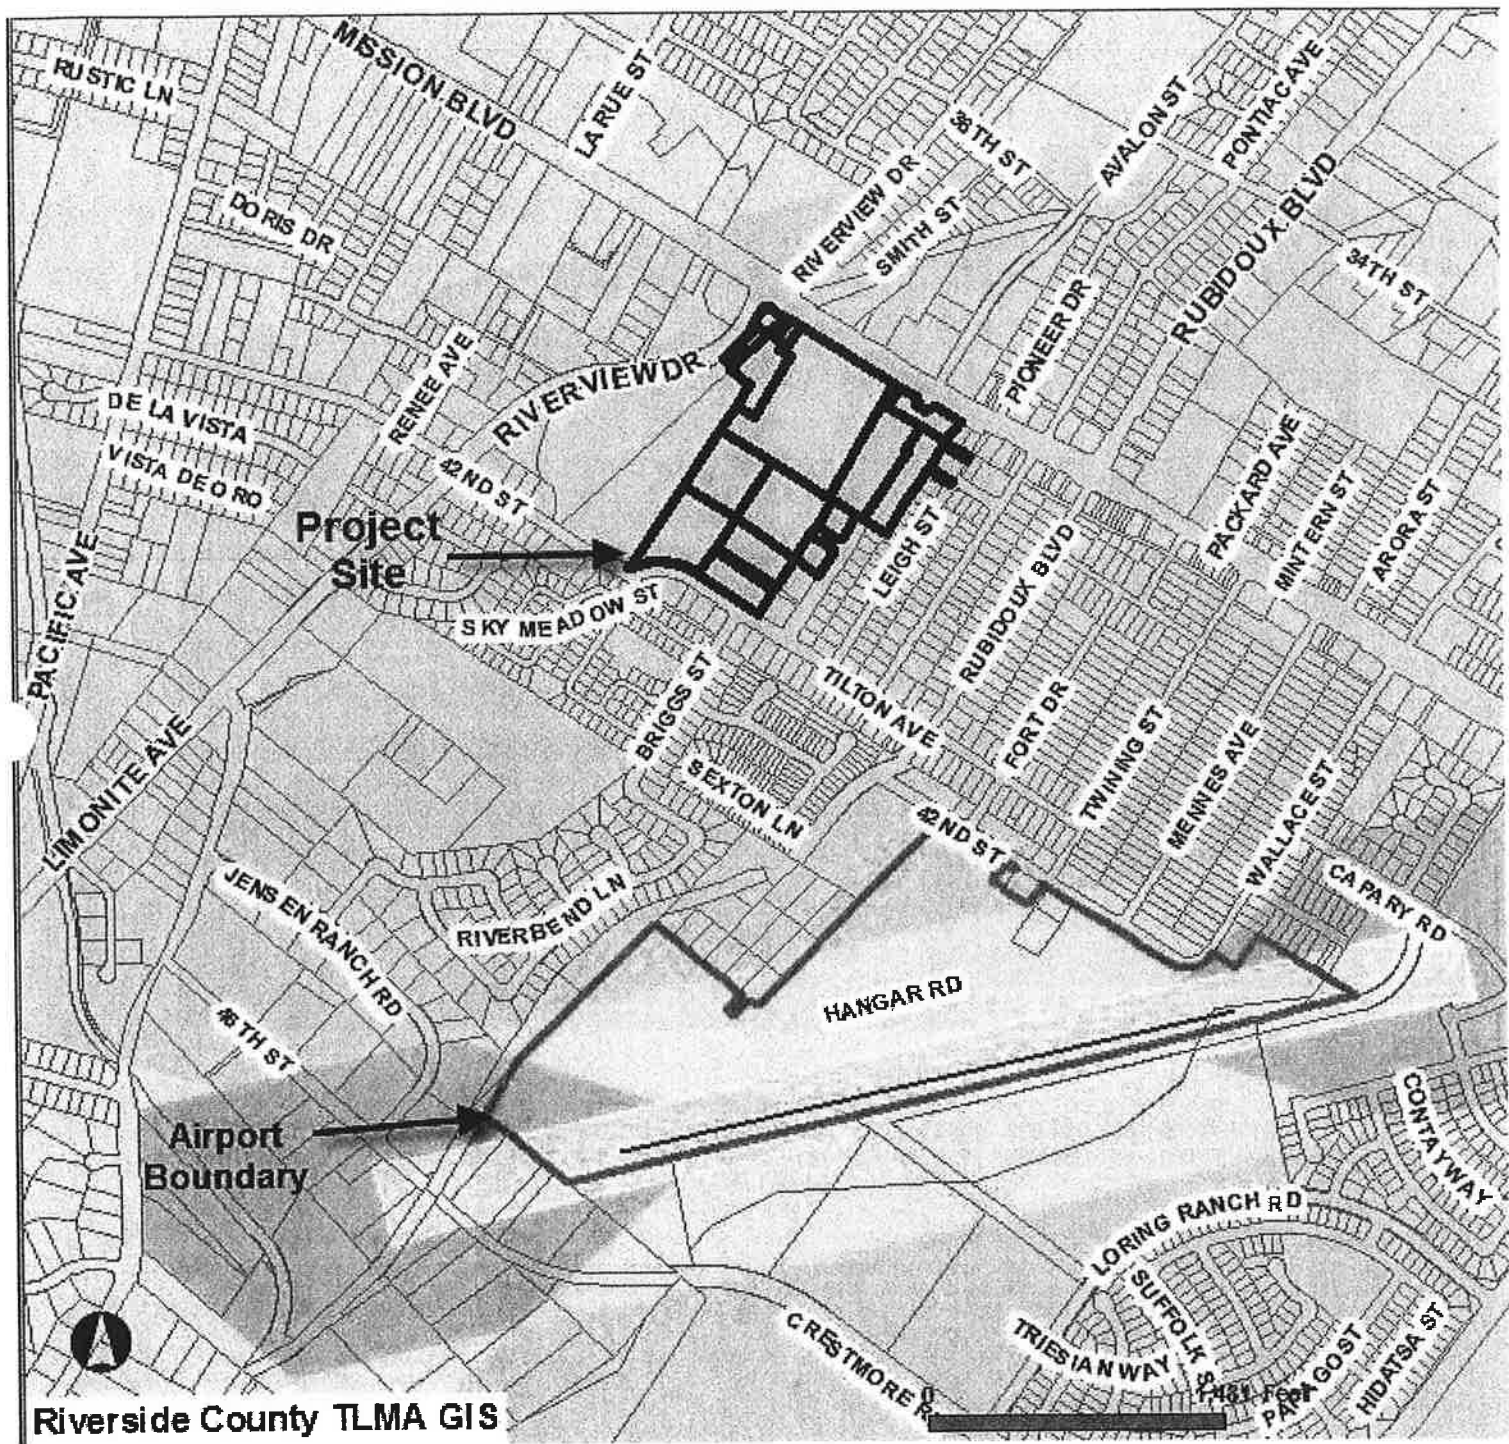 MISSION BLVD
LA RUE ST
RUSTIC LN
36TH ST
AVALON ST
PONTIAC AVE
RIVERVIEW DR
SMITH ST
RUBIDOUX BLVD
DORIS DR
34TH ST
PIONEER DR
RENEE AVE
RIVERVIEW DR
DE LA VISTA
VISTA DE ORO
42ND ST
PACKARD AVE
MINTERN ST
ARORA ST
Project
Site
LEIGH ST
RUBIDOUX BLVD
SKY MEADOW ST
PACIFIC AVE
BRIGGS ST
TILTON AVE
FORT DR
TWINING ST
MENNES AVE
WALLACE ST
LIMONITE AVE
SEXTON LN
42ND ST
CAPARY RD
JENSEN RANCH RD
RIVERBEND LN
HANGAR RD
46TH ST
Airport
Boundary
CONTAY WAY
LORING RANCH RD
SUFFOLK S
TRIESIAN WAY
CRESTMORE R
PAPAGO ST
HIDATSA ST
0
1,481 Feet
Riverside County TLMA GIS